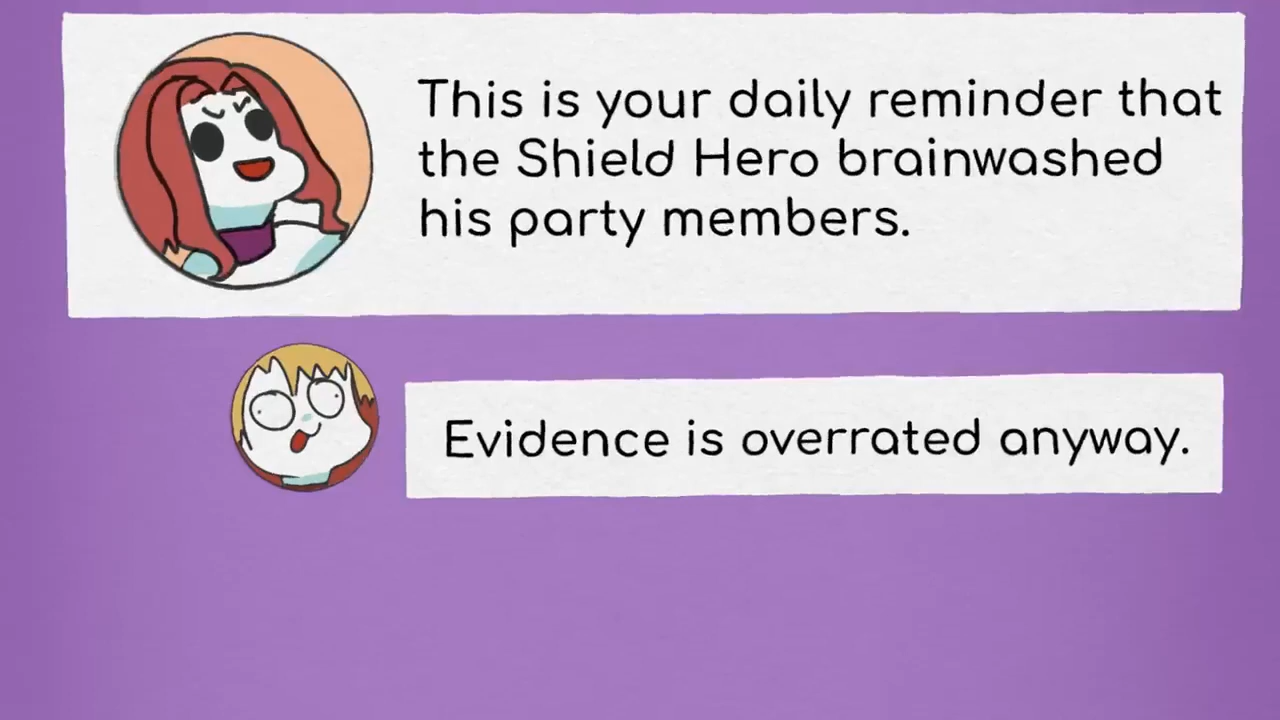 This is your daily reminder that
the Shield Hero brainwashed
his party members.
Evidence is overrated anyway.